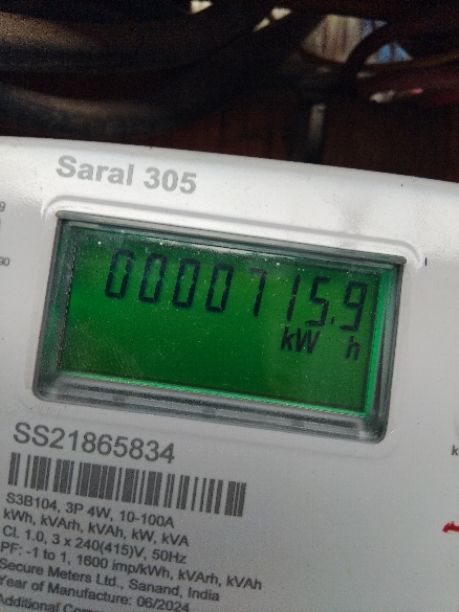 Saral 305
0000715.9
kW h
SS21865834
S3B104, 3P 4W, 10-100A
kWh, kVArh, kVAh, kW, kVA
Cl. 1.0, 3 x 240(415)V, 50Hz
PF: -1 to 1, 1600 imp/kWh, kVArh, kVAh
Secure Meters Ltd., Sanand, India
Year of Manufacture: 06/2024
Additional